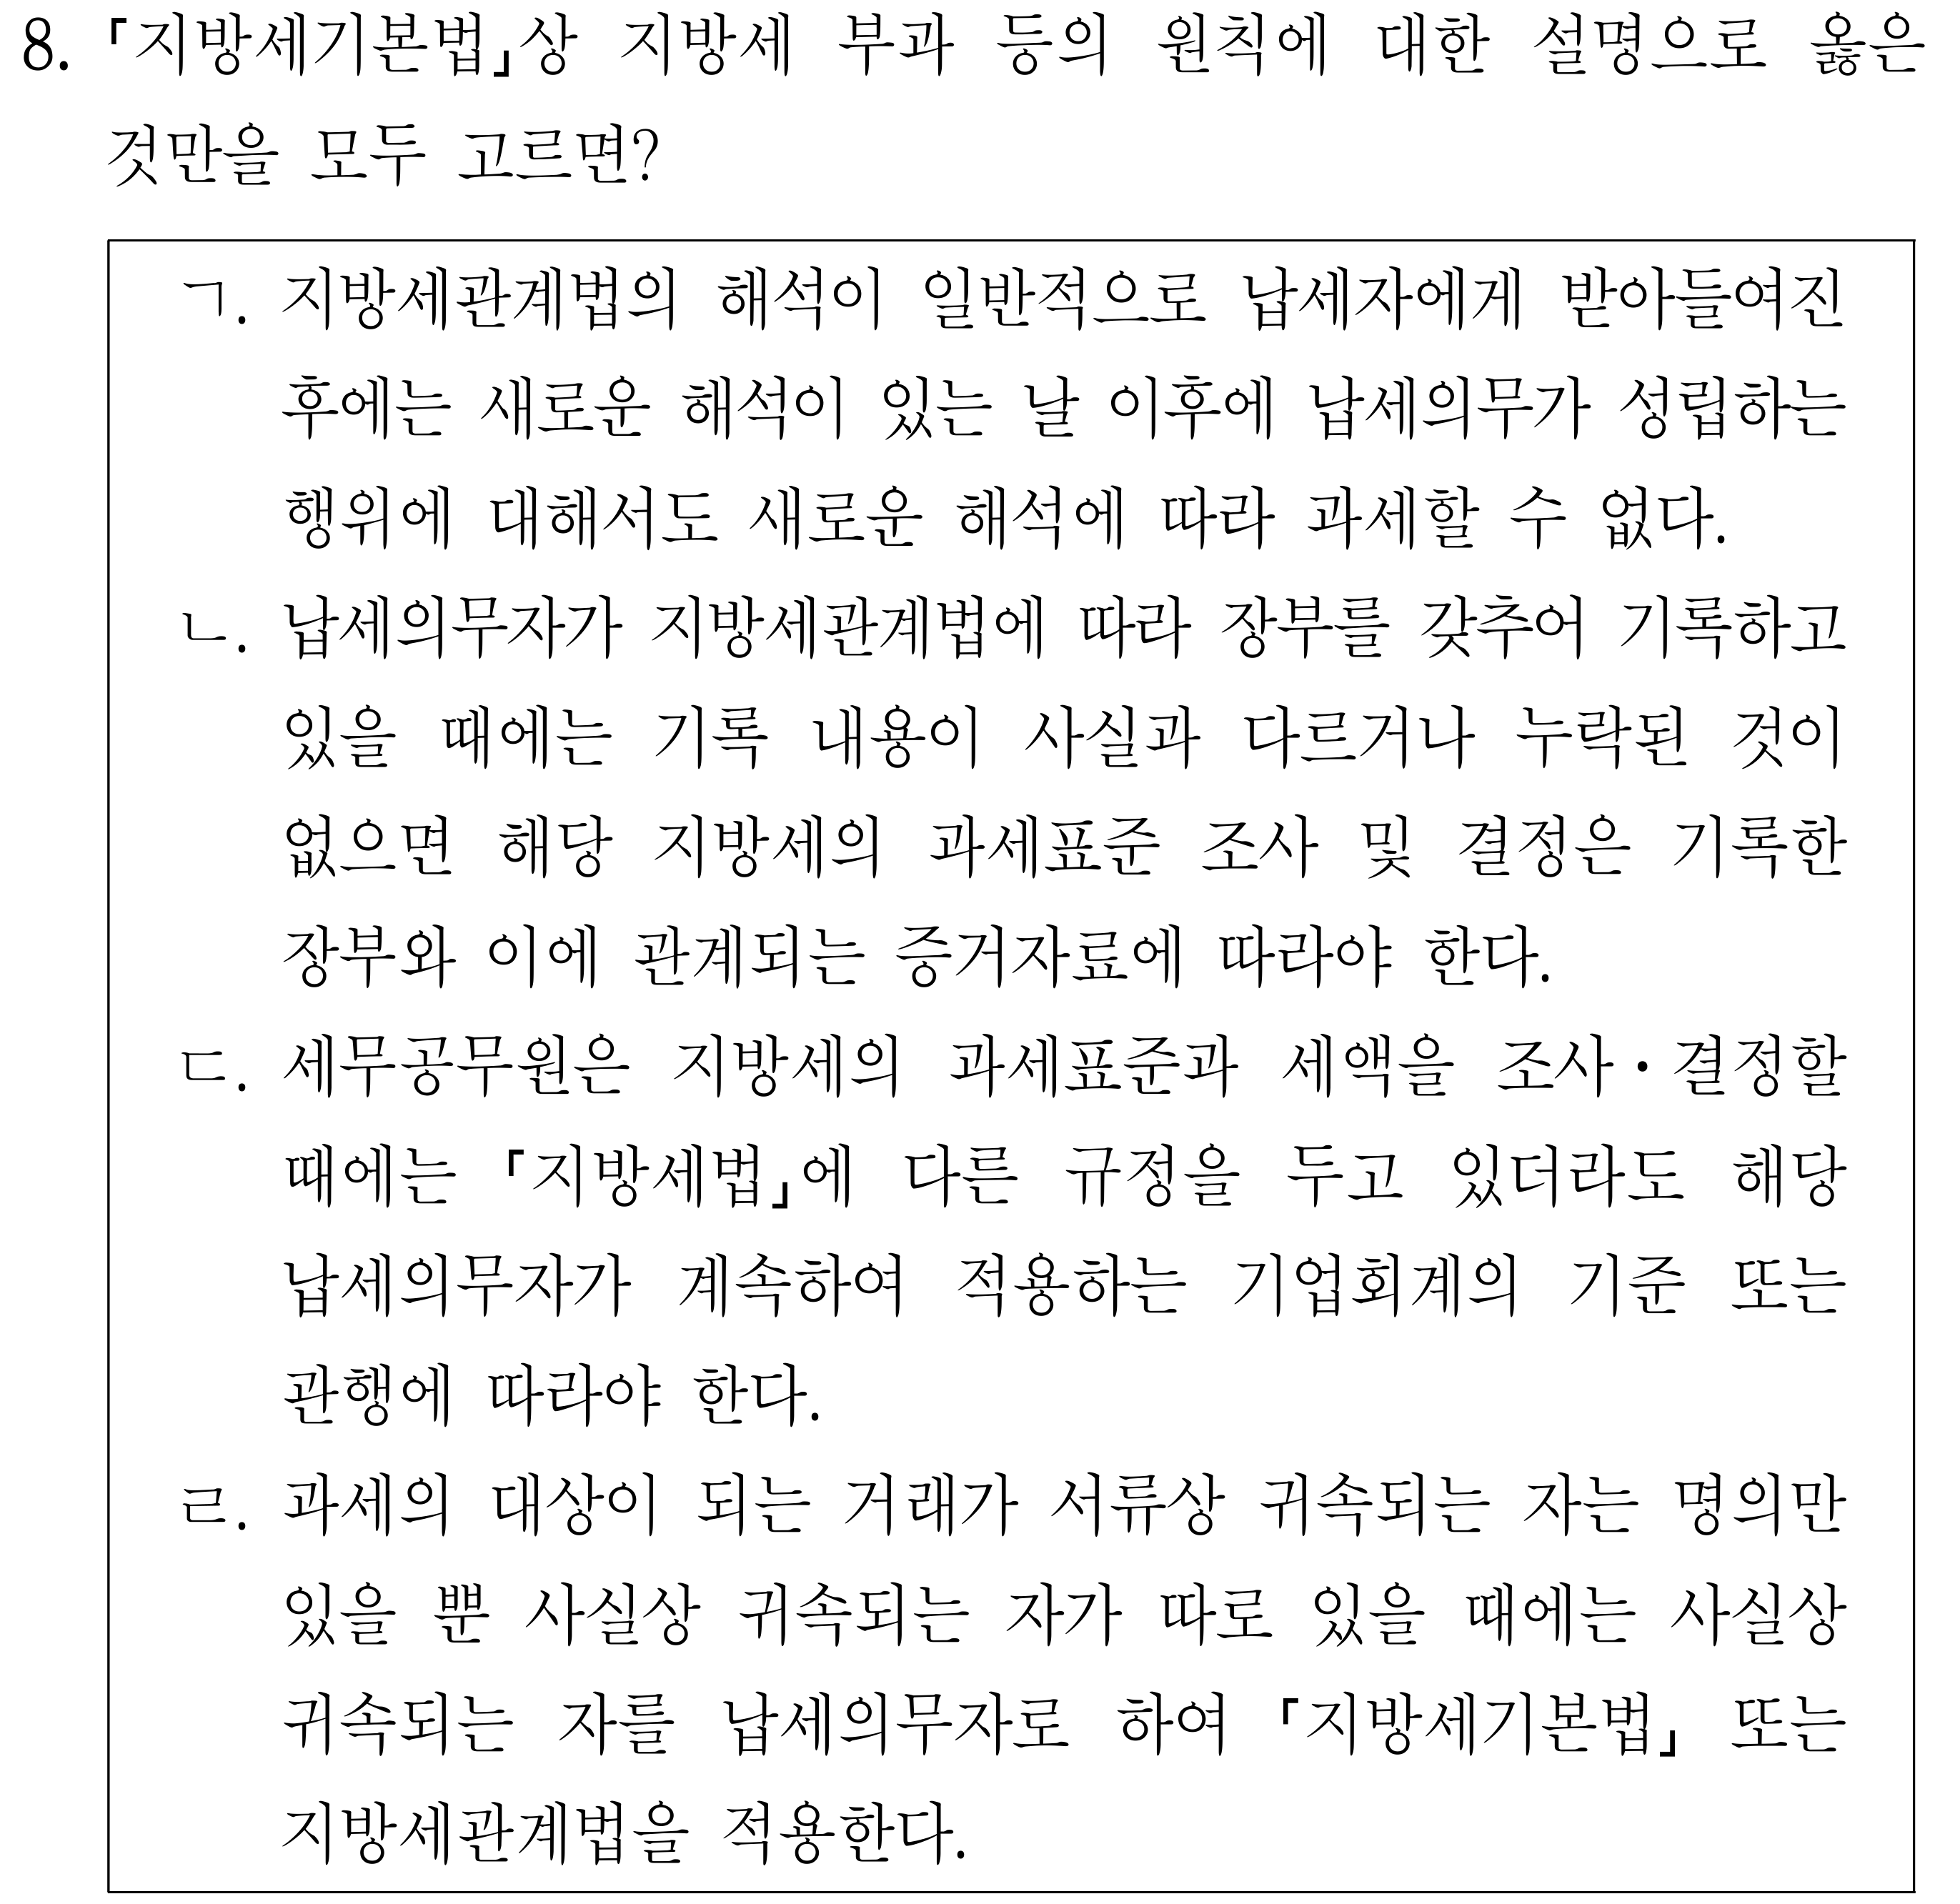 8. 「지방세기본법」상 지방세 부과 등의 원칙에 대한 설명으로 옳은
것만을 모두 고르면?
ㄱ. 지방세관계법의 해석이 일반적으로 납세자에게 받아들여진
후에는 새로운 해석이 있는 날 이후에 납세의무가 성립하는
행위에 대해서도 새로운 해석에 따라 과세할 수 없다.
ㄴ. 납세의무자가 지방세관계법에 따라 장부를 갖추어 기록하고
있을 때에는 기록 내용이 사실과 다르거나 누락된 것이
없으면 해당 지방세의 과세표준 조사 및 결정은 기록한
장부와 이에 관계되는 증거자료에 따라야 한다.
ㄷ. 세무공무원은 지방세의 과세표준과 세액을 조사·결정할
때에는 「지방세법」에 다른 규정을 두고 있더라도 해당
납세의무자가 계속하여 적용하는 기업회계의 기준 또는
관행에 따라야 한다.
ㄹ. 과세의 대상이 되는 거래가 서류상 귀속되는 자는 명의만
있을 뿐 사실상 귀속되는 자가 따로 있을 때에는 사실상
귀속되는 자를 납세의무자로 하여 「지방세기본법」 또는
지방세관계법을 적용한다.